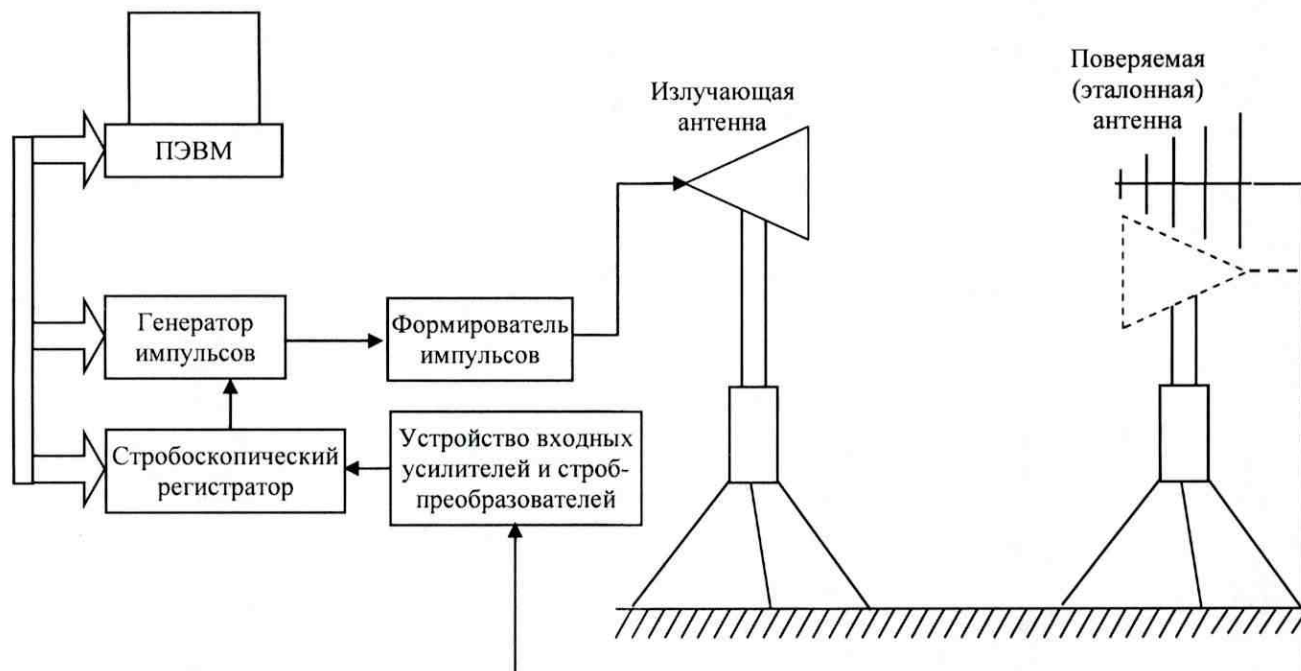 ПЭВМ
Излучающая
антенна
Поверяемая
(эталонная)
антенна
Генератор
импульсов
Формирователь
импульсов
Стробоскопический
регистратор
Устройство входных
усилителей и строб-
преобразователей